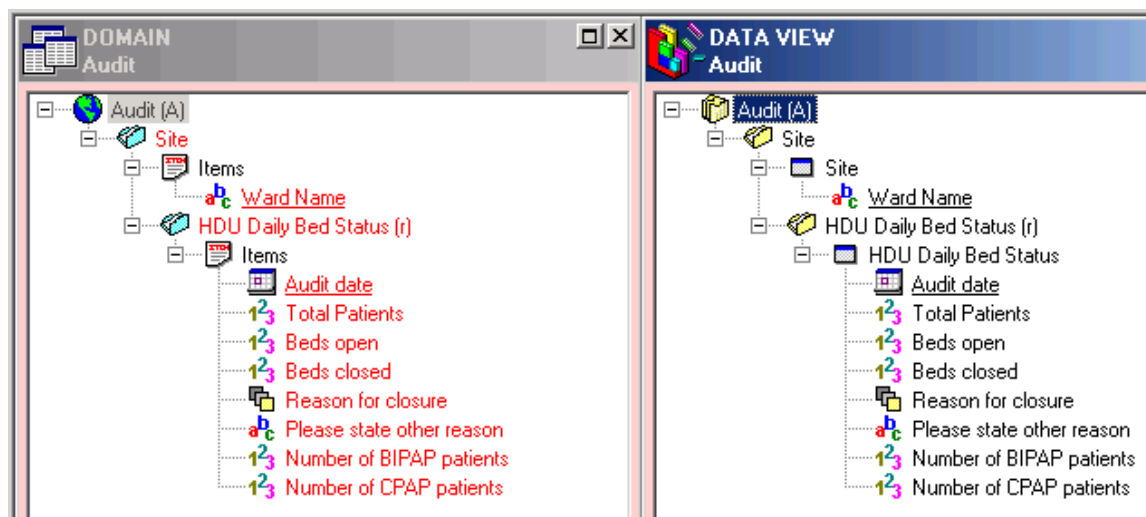 DOMAIN
Audit
Audit (A)
Site
Items
Ward Name
HDU Daily Bed Status (r)
Items
Audit date
Total Patients
Beds open
Beds closed
Reason for closure
Please state other reason
Number of BIPAP patients
Number of CPAP patients
DATA VIEW
Audit
Audit (A)
Site
Site
Ward Name
HDU Daily Bed Status (r)
HDU Daily Bed Status
Audit date
Total Patients
Beds open
Beds closed
Reason for closure
Please state other reason
Number of BIPAP patients
Number of CPAP patients